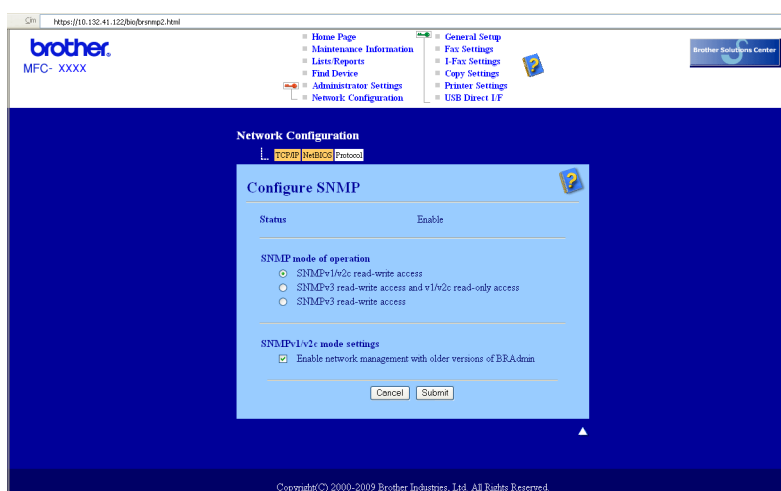 https://10.132.41.122/bio/brsnmp2.html
brother.
MFC- XXXX
Home Page
Maintenance Information
Lists/Reports
Find Device
Administrator Settings
Network Configuration
General Setup
Fax Settings
I-Fax Settings
Copy Settings
Printer Settings
USB Direct I/F
Brother Solutions Center
Network Configuration
TCP/IP NetBIOS Protocol
Configure SNMP
Status Enable
SNMP mode of operation
SNMPv1/v2c read-write access
SNMPv3 read-write access and v1/v2c read-only access
SNMPv3 read-write access
SNMPv1/v2c mode settings
Enable network management with older versions of BRAdmin
Cancel Submit
Copyright(C) 2000-2009 Brother Industries, Ltd. All Rights Reserved.